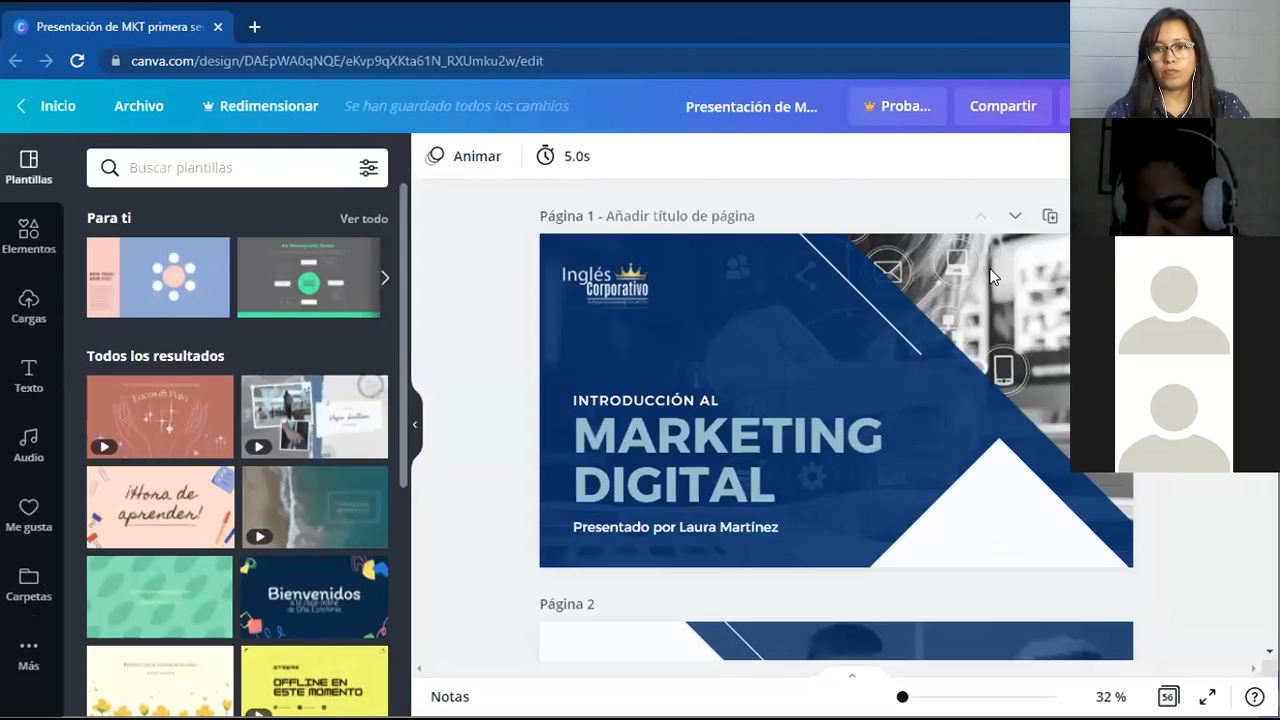 Presentación de MKT primera se
canva.com/design/DAEpWA0qNQE/eKvp9qXKta61N_RXUmku2w/edit
Inicio
Archivo
Redimensionar
Se han guardado todos los cambios
Presentación de M...
Proba...
Compartir
Plantillas
Elementos
Cargas
Texto
Audio
Me gusta
Carpetas
Más
Buscar plantillas
Para ti
Ver todo
Todos los resultados
¡Hora de
aprender!
Bienvenidos
OFFLINE EN
ESTE MOMENTO
Animar
5.0s
Página 1 - Añadir título de página
Inglés
Corporativo
INTRODUCCIÓN AL
MARKETING
DIGITAL
Presentado por Laura Martínez
Página 2
Notas
32 %
56